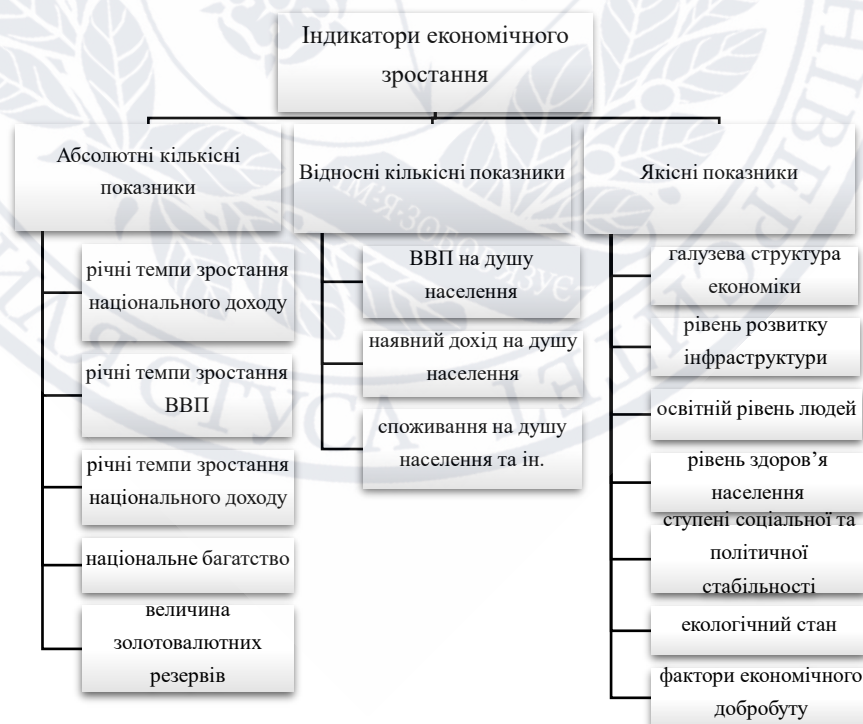 Індикатори економічного
зростання
Абсолютні кількісні
показники
річні темпи зростання
національного доходу
річні темпи зростання
ВВП
річні темпи зростання
національного доходу
національне багатство
величина
золотовалютних
резервів
Відносні кількісні показники
ВВП на душу
населення
наявний дохід на душу
населення
споживання на душу
населення та ін.
Якісні показники
галузева структура
економіки
рівень розвитку
інфраструктури
освітній рівень людей
рівень здоров’я
населення
ступені соціальної та
політичної
стабільності
екологічний стан
фактори економічного
добробуту
СТУСА